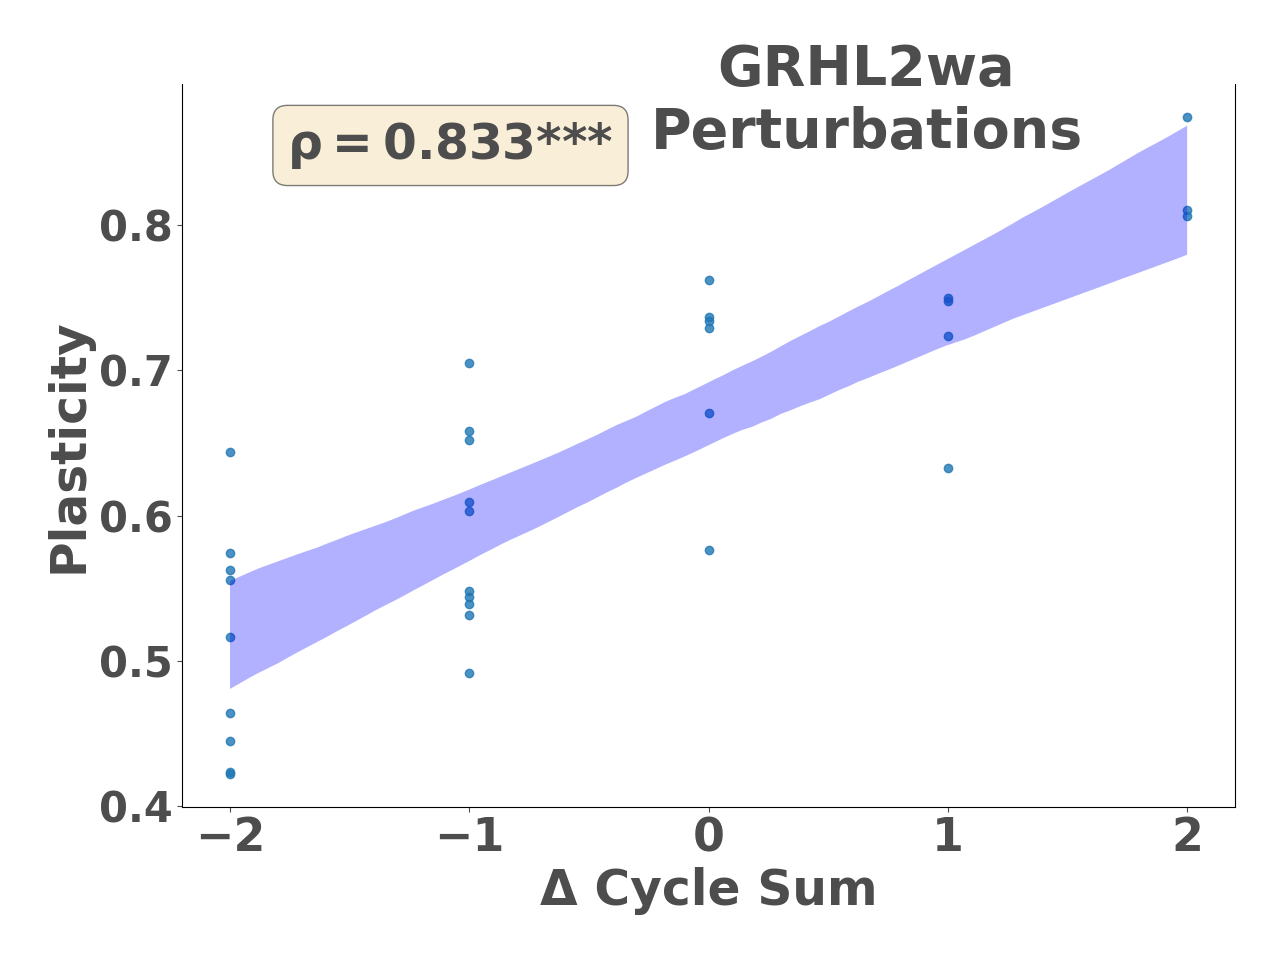 GRHL2wa
Perturbations
ρ = 0.833***
0.8
0.7
0.6
0.5
0.4
Plasticity
−2 −1 0 1 2
Δ Cycle Sum